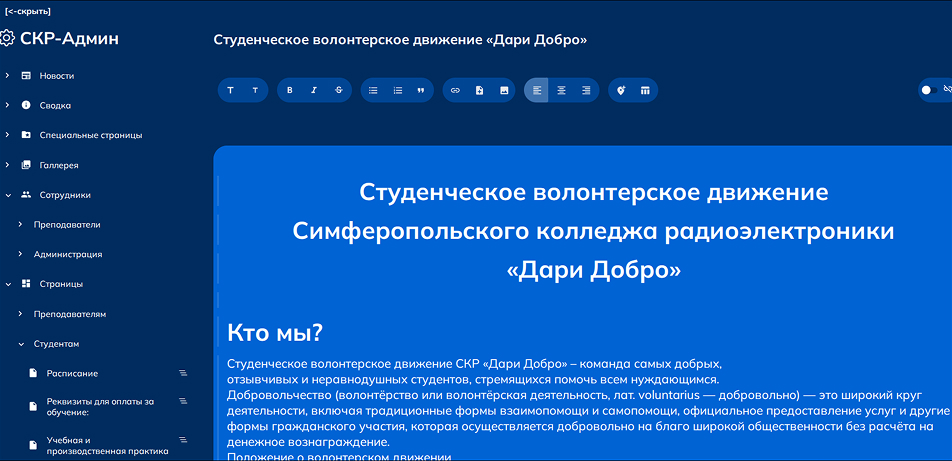 [<-скрыть]
СКР-Админ
Новости
Сводка
Специальные страницы
Галлерея
Сотрудники
Преподаватели
Администрация
Страницы
Преподавателям
Студентам
Расписание
Реквизиты для оплаты за
обучение:
Учебная и
производственная практика
Студенческое волонтерское движение «Дари Добро»
T T B I S
Студенческое волонтерское движение
Симферопольского колледжа радиоэлектроники
«Дари Добро»
Кто мы?
Студенческое волонтерское движение СКР «Дари Добро» – команда самых добрых,
отзывчивых и неравнодушных студентов, стремящихся помочь всем нуждающимся.
Добровольчество (волонтёрство или волонтёрская деятельность, лат. voluntarius — добровольно) — это широкий круг
деятельности, включая традиционные формы взаимопомощи и самопомощи, официальное предоставление услуг и другие
формы гражданского участия, которая осуществляется добровольно на благо широкой общественности без расчёта на
денежное вознаграждение.
Положение о волонтерском движении